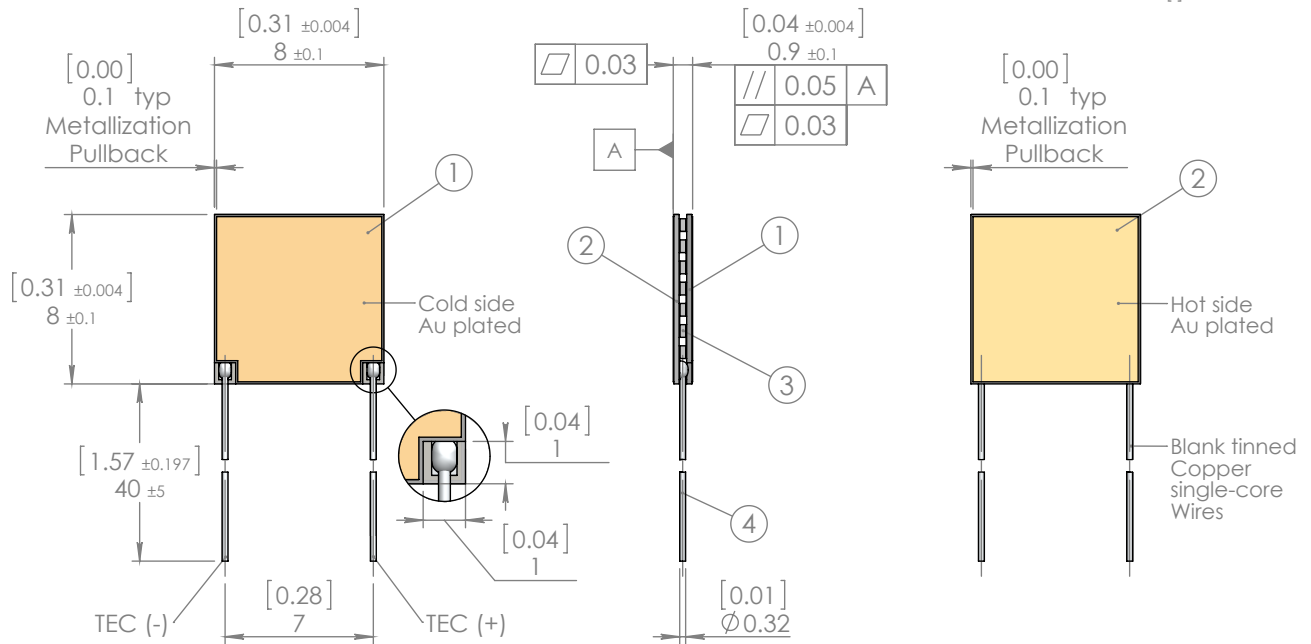 [0.31 ±0.004]
8 ±0.1
[0.00]
0.1 typ
Metallization
Pullback
1
[0.31 ±0.004]
8 ±0.1
Cold side
Au plated
[1.57 ±0.197]
40 ±5
[0.04]
1
[0.04]
1
TEC (-)
[0.28]
7
TEC (+)
⏥ 0.03
[0.04 ±0.004]
0.9 ±0.1
// 0.05 A
⏥ 0.03
A
2
1
3
4
[0.01]
Ø0.32
[0.00]
0.1 typ
Metallization
Pullback
2
Hot side
Au plated
Blank tinned
Copper
single-core
Wires